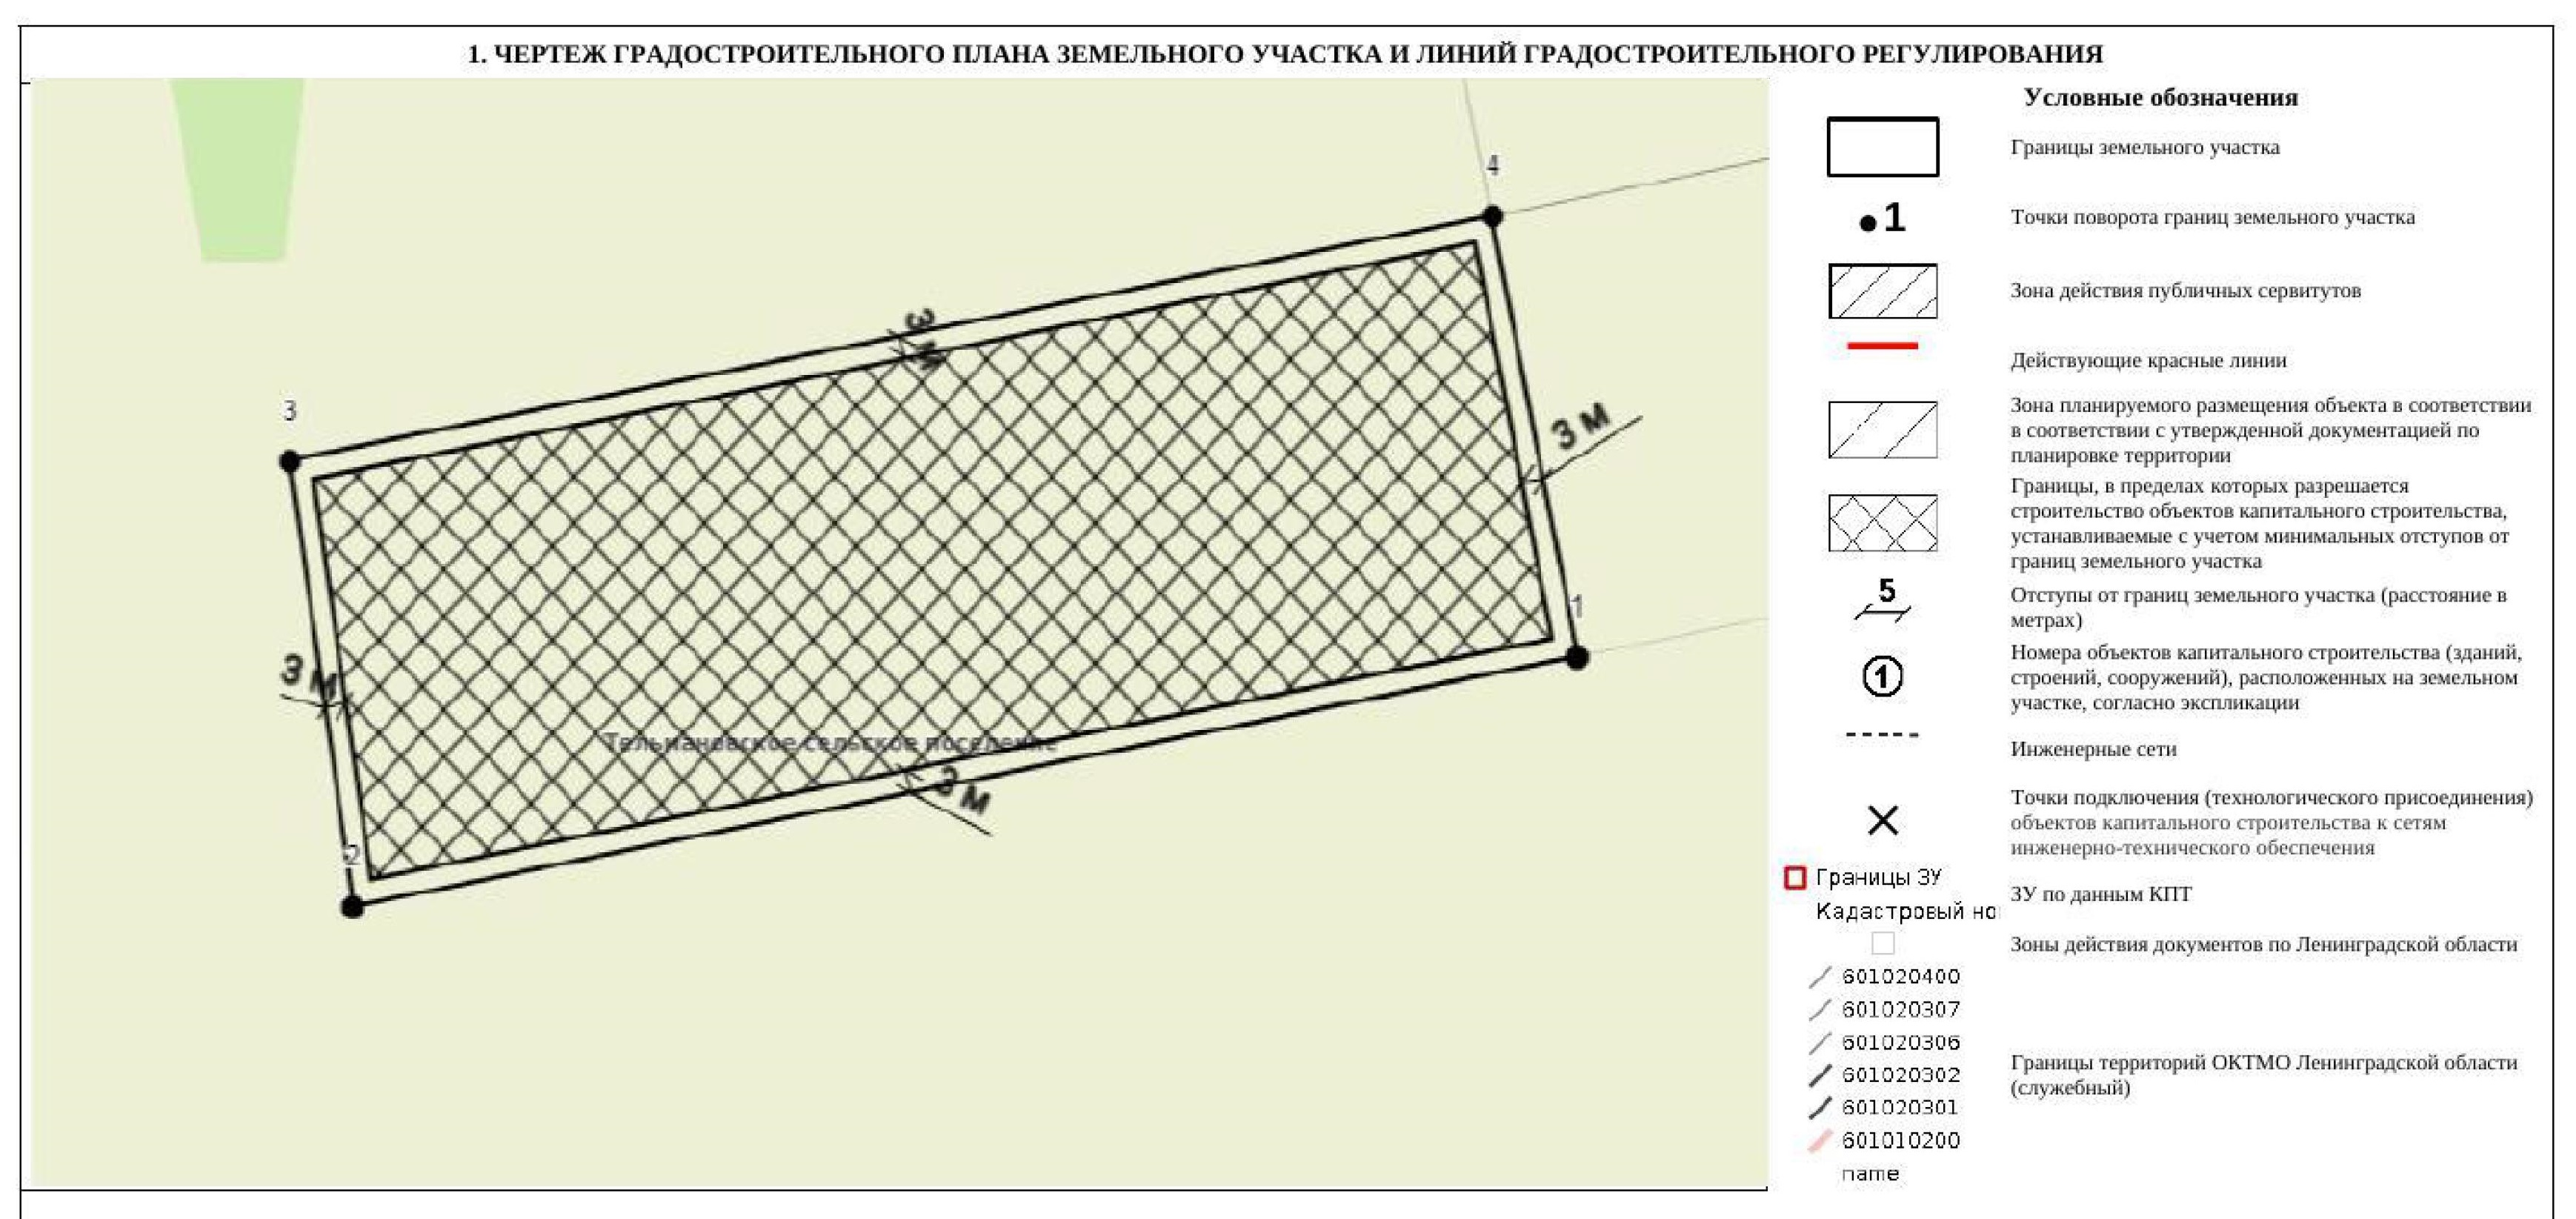 1. ЧЕРТЕЖ ГРАДОСТРОИТЕЛЬНОГО ПЛАНА ЗЕМЕЛЬНОГО УЧАСТКА И ЛИНИЙ ГРАДОСТРОИТЕЛЬНОГО РЕГУЛИРОВАНИЯ
4
3 м
3
3 м
1
3 м
Тельмановское сельское поселение
3 м
2
Условные обозначения
Границы земельного участка
1
Точки поворота границ земельного участка
Зона действия публичных сервитутов
Действующие красные линии
Зона планируемого размещения объекта в соответствии
в соответствии с утвержденной документацией по
планировке территории
Границы, в пределах которых разрешается
строительство объектов капитального строительства,
устанавливаемые с учетом минимальных отступов от
границ земельного участка
5
Отступы от границ земельного участка (расстояние в
метрах)
1
Номера объектов капитального строительства (зданий,
строений, сооружений), расположенных на земельном
участке, согласно экспликации
Инженерные сети
Точки подключения (технологического присоединения)
объектов капитального строительства к сетям
инженерно-технического обеспечения
Границы ЗУ
Кадастровый но
ЗУ по данным КПТ
Зоны действия документов по Ленинградской области
601020400
601020307
601020306
601020302
601020301
601010200
name
Границы территорий ОКТМО Ленинградской области
(служебный)